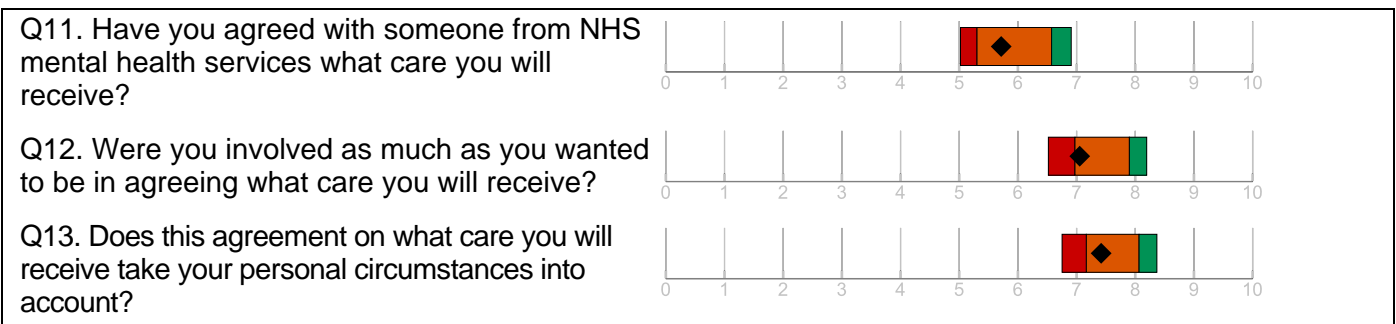 Q11. Have you agreed with someone from NHS
mental health services what care you will
receive?
0 1 2 3 4 5 6 7 8 9 10
Q12. Were you involved as much as you wanted
to be in agreeing what care you will receive?
0 1 2 3 4 5 6 7 8 9 10
Q13. Does this agreement on what care you will
receive take your personal circumstances into
account?
0 1 2 3 4 5 6 7 8 9 10